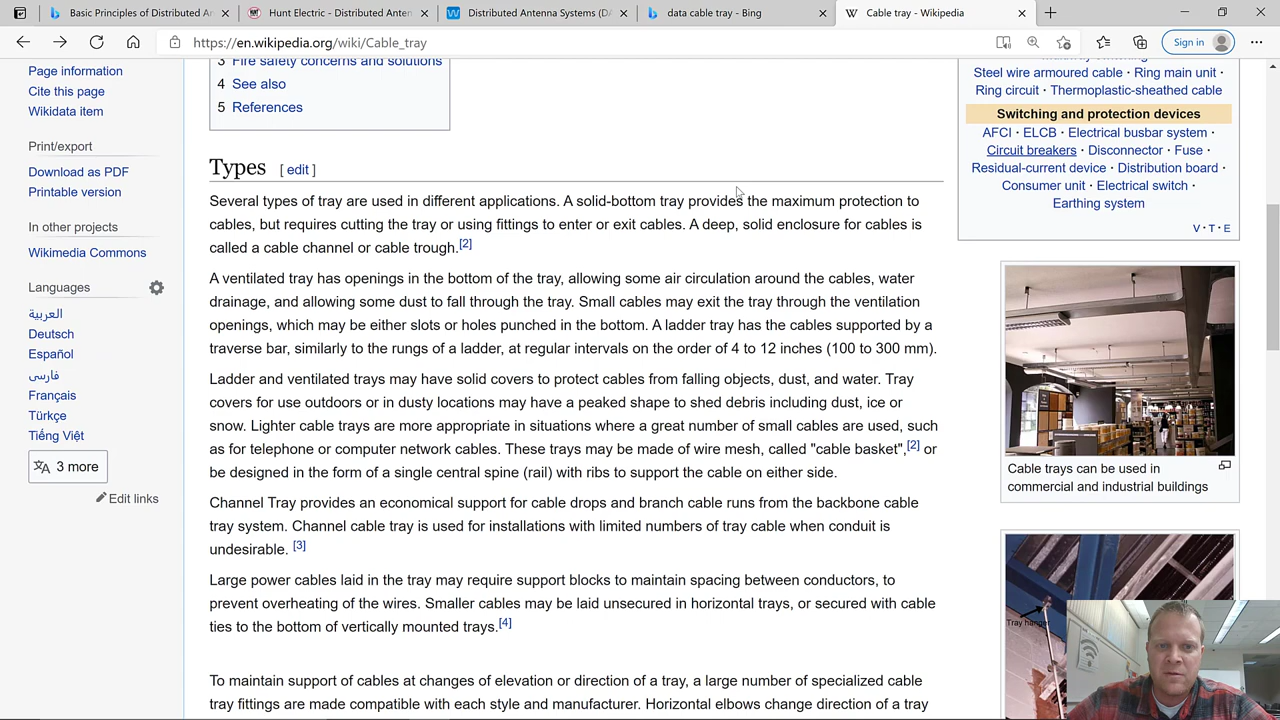 Basic Principles of Distributed Ar
Hunt Electric - Distributed Anten
Distributed Antenna Systems (DA
data cable tray - Bing
Cable tray - Wikipedia
https://en.wikipedia.org/wiki/Cable_tray
Sign in
Page information
Cite this page
Wikidata item
Print/export
Download as PDF
Printable version
In other projects
Wikimedia Commons
Languages
العربية
Deutsch
Español
فارسی
Français
Türkçe
Tiếng Việt
3 more
Edit links
3 Fire safety concerns and solutions
4 See also
5 References
Types [ edit ]
Several types of tray are used in different applications. A solid-bottom tray provides the maximum protection to
cables, but requires cutting the tray or using fittings to enter or exit cables. A deep, solid enclosure for cables is
called a cable channel or cable trough.[2]
A ventilated tray has openings in the bottom of the tray, allowing some air circulation around the cables, water
drainage, and allowing some dust to fall through the tray. Small cables may exit the tray through the ventilation
openings, which may be either slots or holes punched in the bottom. A ladder tray has the cables supported by a
traverse bar, similarly to the rungs of a ladder, at regular intervals on the order of 4 to 12 inches (100 to 300 mm).
Ladder and ventilated trays may have solid covers to protect cables from falling objects, dust, and water. Tray
covers for use outdoors or in dusty locations may have a peaked shape to shed debris including dust, ice or
snow. Lighter cable trays are more appropriate in situations where a great number of small cables are used, such
as for telephone or computer network cables. These trays may be made of wire mesh, called "cable basket",[2] or
be designed in the form of a single central spine (rail) with ribs to support the cable on either side.
Channel Tray provides an economical support for cable drops and branch cable runs from the backbone cable
tray system. Channel cable tray is used for installations with limited numbers of tray cable when conduit is
undesirable. [3]
Large power cables laid in the tray may require support blocks to maintain spacing between conductors, to
prevent overheating of the wires. Smaller cables may be laid unsecured in horizontal trays, or secured with cable
ties to the bottom of vertically mounted trays.[4]
To maintain support of cables at changes of elevation or direction of a tray, a large number of specialized cable
tray fittings are made compatible with each style and manufacturer. Horizontal elbows change direction of a tray
Steel wire armoured cable · Ring main unit ·
Ring circuit · Thermoplastic-sheathed cable
Switching and protection devices
AFCI · ELCB · Electrical busbar system ·
Circuit breakers · Disconnector · Fuse ·
Residual-current device · Distribution board ·
Consumer unit · Electrical switch ·
Earthing system
V · T · E
Cable trays can be used in
commercial and industrial buildings
Tray hanger